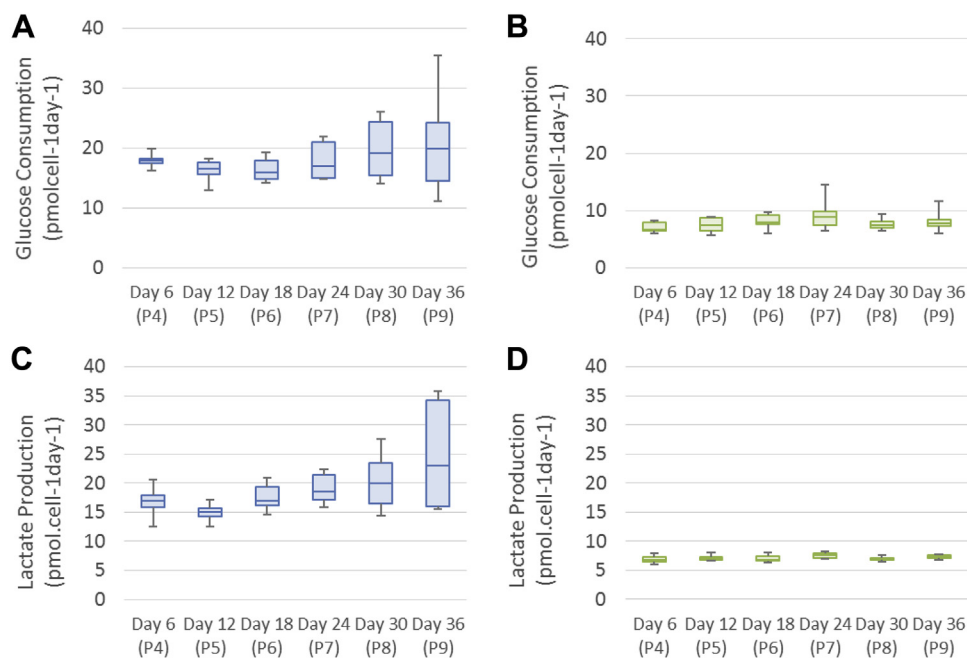 A
Glucose Consumption
(pmolcell-1day-1)
40
30
20
10
0
Day 6 Day 12 Day 18 Day 24 Day 30 Day 36
(P4) (P5) (P6) (P7) (P8) (P9)
B
Glucose Consumption
(pmolcell-1day-1)
40
30
20
10
0
Day 6 Day 12 Day 18 Day 24 Day 30 Day 36
(P4) (P5) (P6) (P7) (P8) (P9)
C
Lactate Production
(pmol.cell-1day-1)
40
35
30
25
20
15
10
5
0
Day 6 Day 12 Day 18 Day 24 Day 30 Day 36
(P4) (P5) (P6) (P7) (P8) (P9)
D
Lactate Production
(pmol.cell-1day-1)
40
35
30
25
20
15
10
5
0
Day 6 Day 12 Day 18 Day 24 Day 30 Day 36
(P4) (P5) (P6) (P7) (P8) (P9)